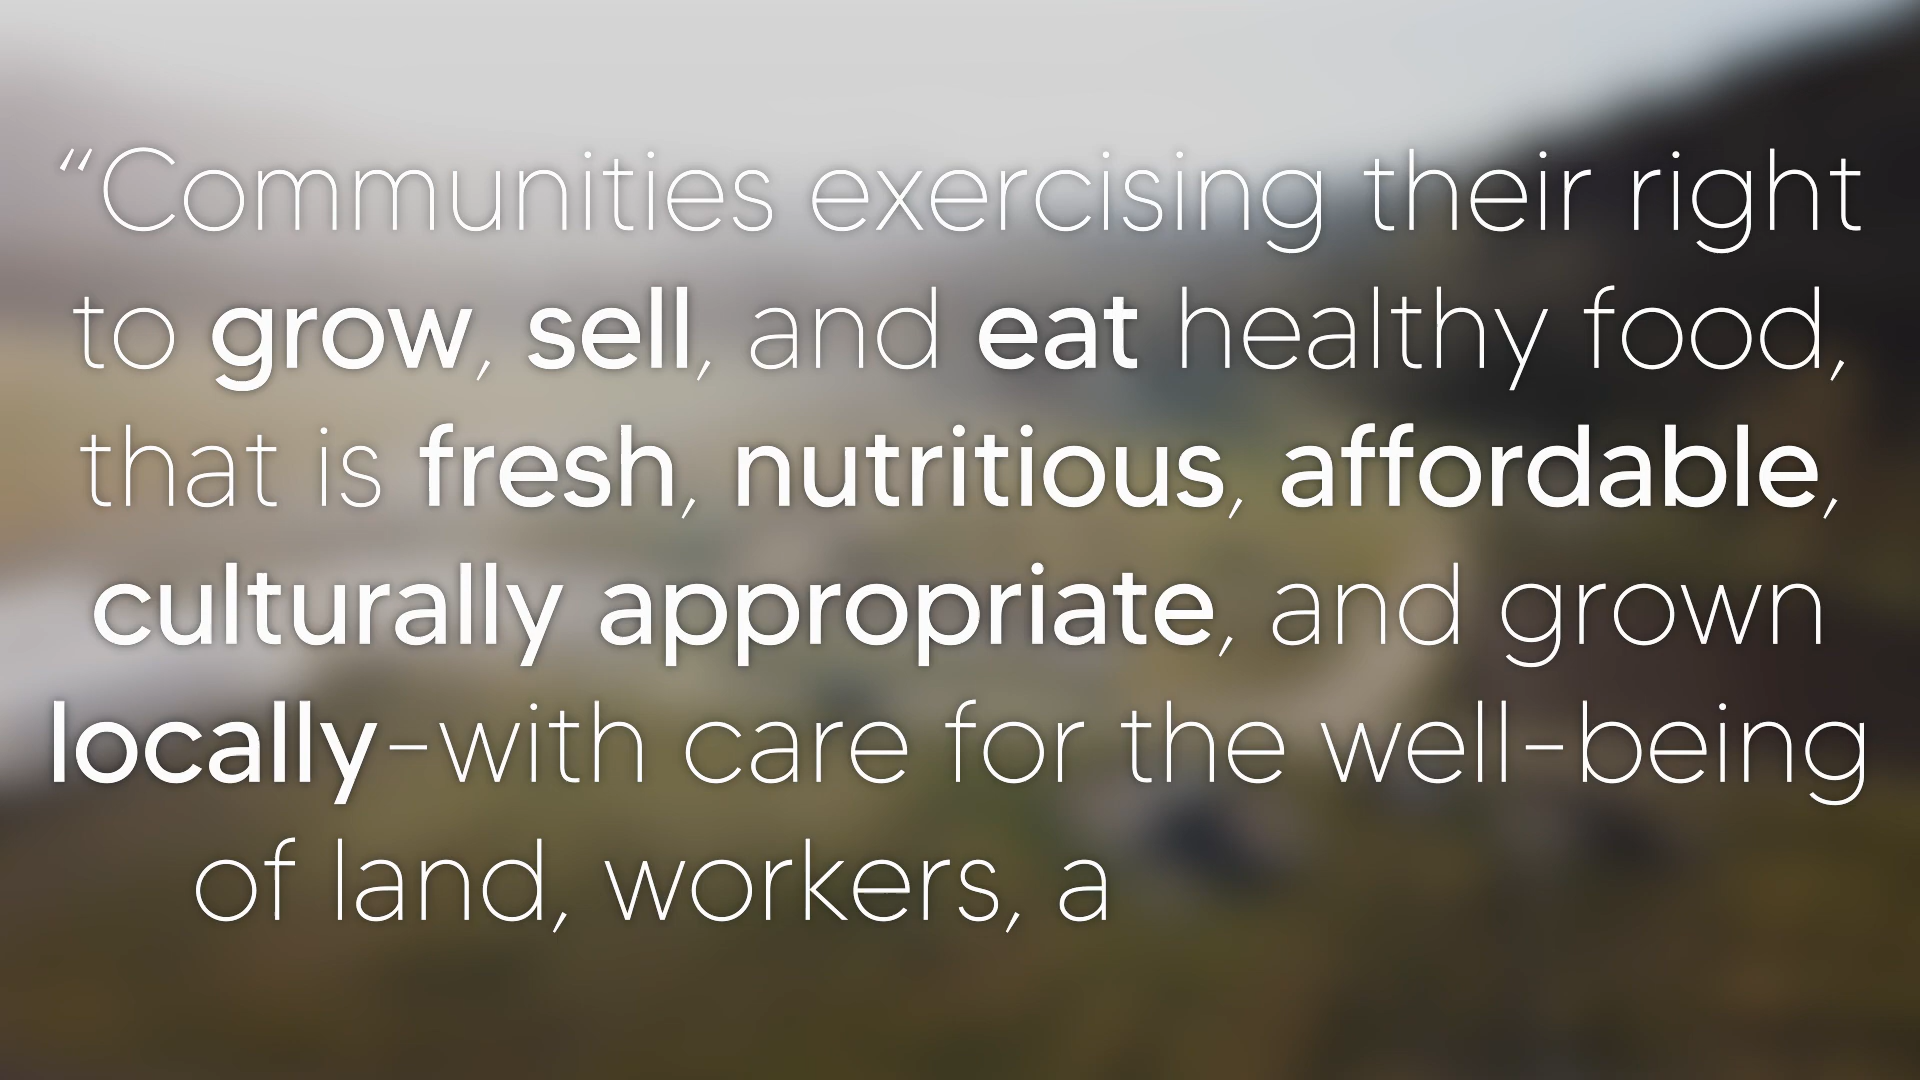 “Communities exercising their right
to grow, sell, and eat healthy food,
that is fresh, nutritious, affordable,
culturally appropriate, and grown
locally-with care for the well-being
of land, workers, a